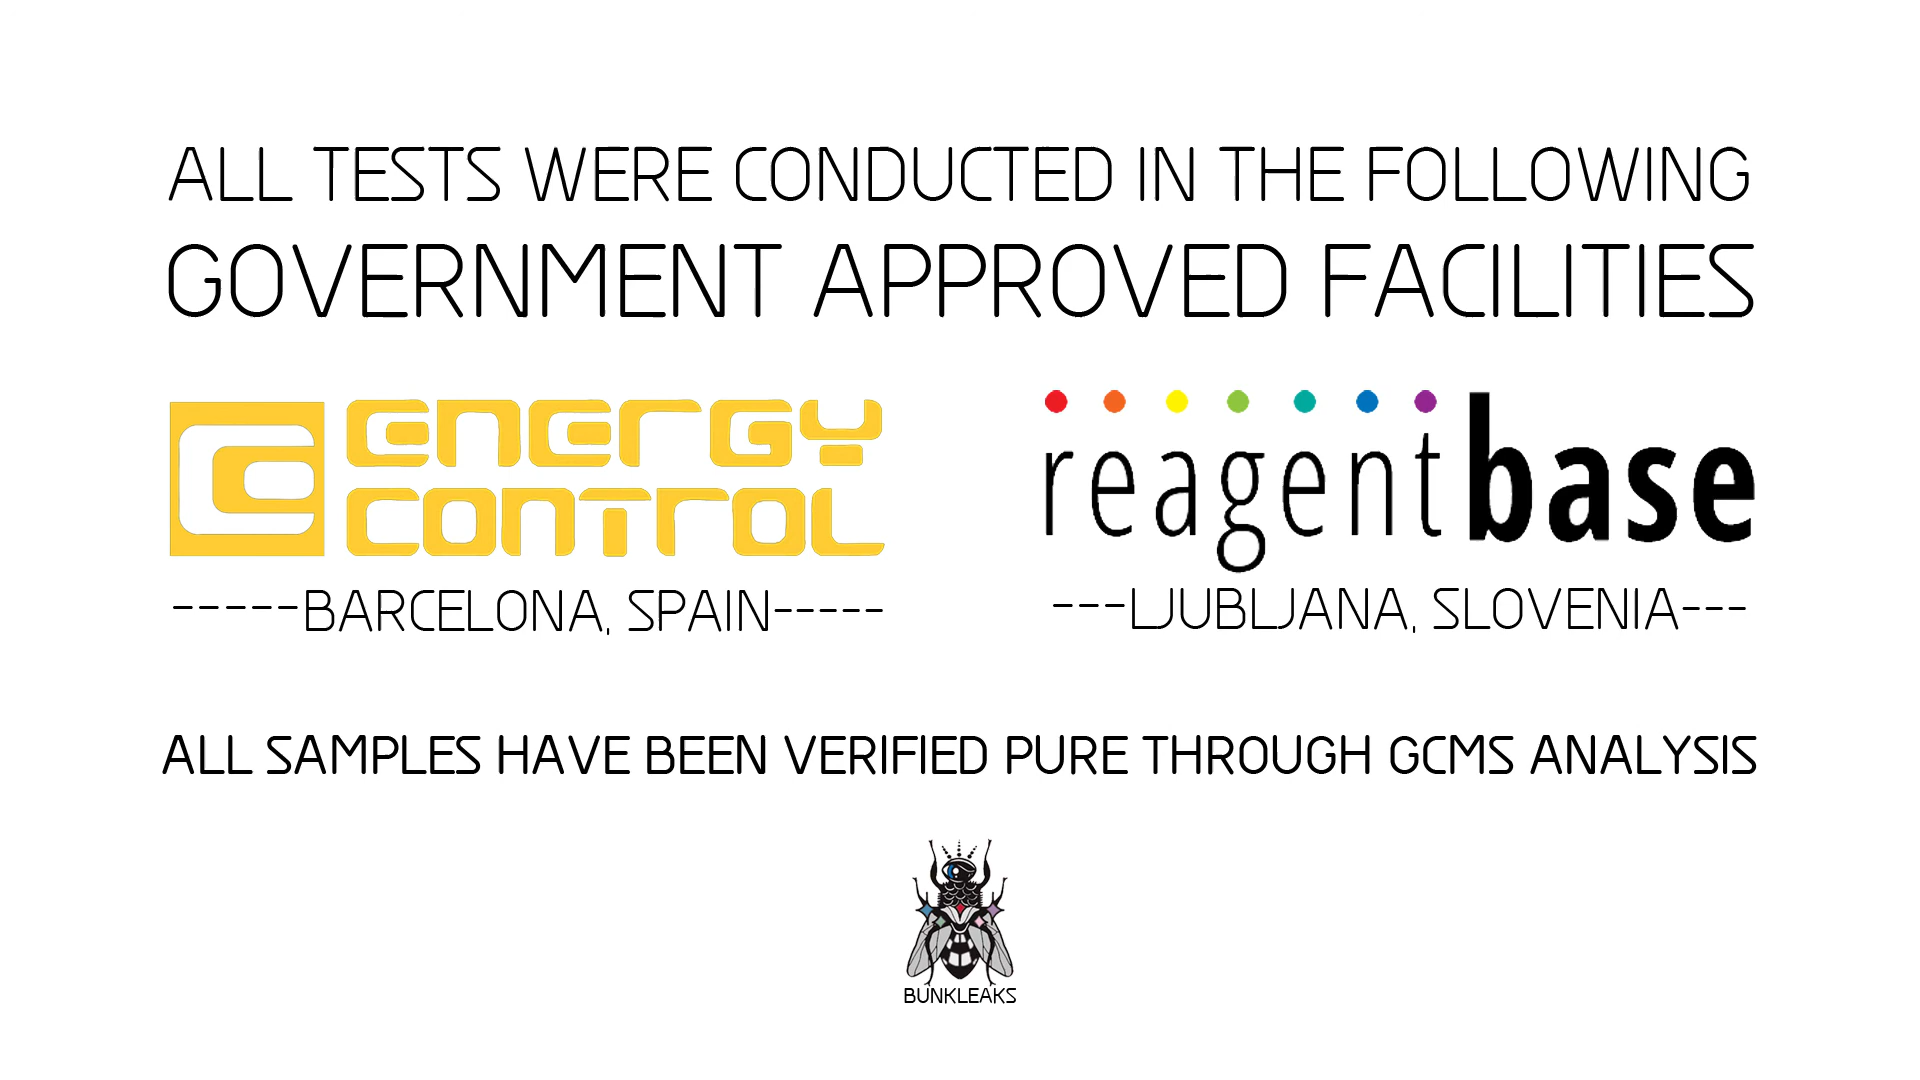 ALL TESTS WERE CONDUCTED IN THE FOLLOWING
GOVERNMENT APPROVED FACILITIES
energy
control
-----BARCELONA, SPAIN-----
reagentbase
---LJUBLJANA, SLOVENIA---
ALL SAMPLES HAVE BEEN VERIFIED PURE THROUGH GCMS ANALYSIS
BUNKLEAKS